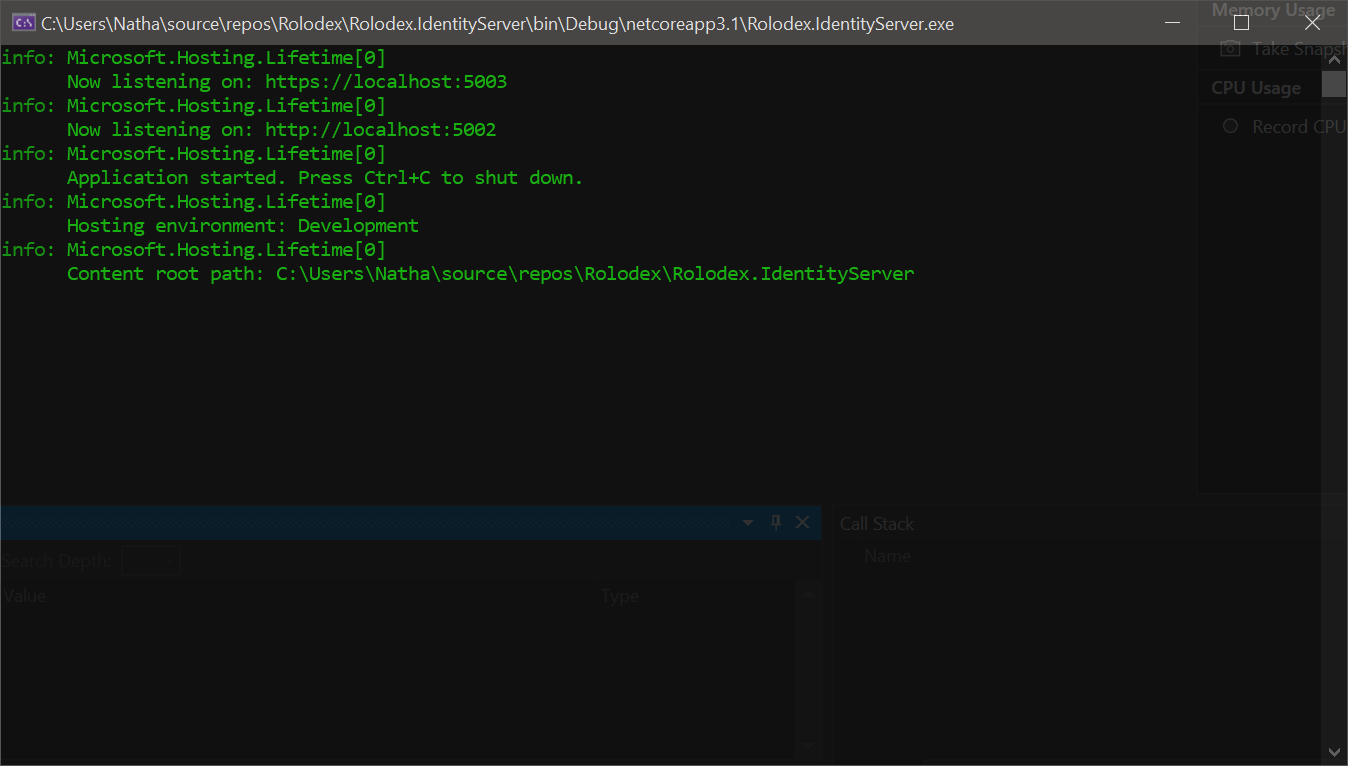 C:\Users\Natha\source\repos\Rolodex\Rolodex.IdentityServer\bin\Debug\netcoreapp3.1\Rolodex.IdentityServer.exe
Memory Usage
Take Snapsh
CPU Usage
Record CPU
info: Microsoft.Hosting.Lifetime[0]
Now listening on: https://localhost:5003
info: Microsoft.Hosting.Lifetime[0]
Now listening on: http://localhost:5002
info: Microsoft.Hosting.Lifetime[0]
Application started. Press Ctrl+C to shut down.
info: Microsoft.Hosting.Lifetime[0]
Hosting environment: Development
info: Microsoft.Hosting.Lifetime[0]
Content root path: C:\Users\Natha\source\repos\Rolodex\Rolodex.IdentityServer
Call Stack
Name
Search Depth:
Value
Type